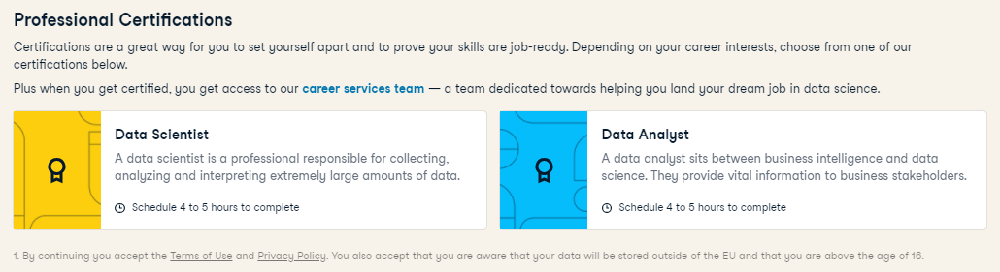 Professional Certifications
Certifications are a great way for you to set yourself apart and to prove your skills are job-ready. Depending on your career interests, choose from one of our
certifications below.
Plus when you get certified, you get access to our career services team — a team dedicated towards helping you land your dream job in data science.
Data Scientist
A data scientist is a professional responsible for collecting,
analyzing and interpreting extremely large amounts of data.
Schedule 4 to 5 hours to complete
Data Analyst
A data analyst sits between business intelligence and data
science. They provide vital information to business stakeholders.
Schedule 4 to 5 hours to complete
1. By continuing you accept the Terms of Use and Privacy Policy. You also accept that you are aware that your data will be stored outside of the EU and that you are above the age of 16.